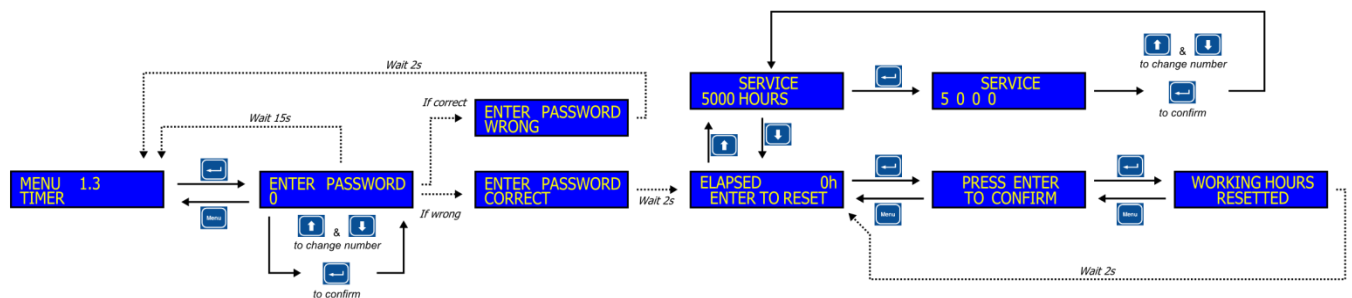 MENU 1.3
TIMER
Menu
Wait 15s
Wait 2s
ENTER PASSWORD
0
&
to change number
to confirm
If correct
ENTER PASSWORD
WRONG
If wrong
ENTER PASSWORD
CORRECT
Wait 2s
SERVICE
5000 HOURS
SERVICE
5 0 0 0
&
to change number
to confirm
ELAPSED 0h
ENTER TO RESET
Menu
PRESS ENTER
TO CONFIRM
Menu
WORKING HOURS
RESETTED
Wait 2s